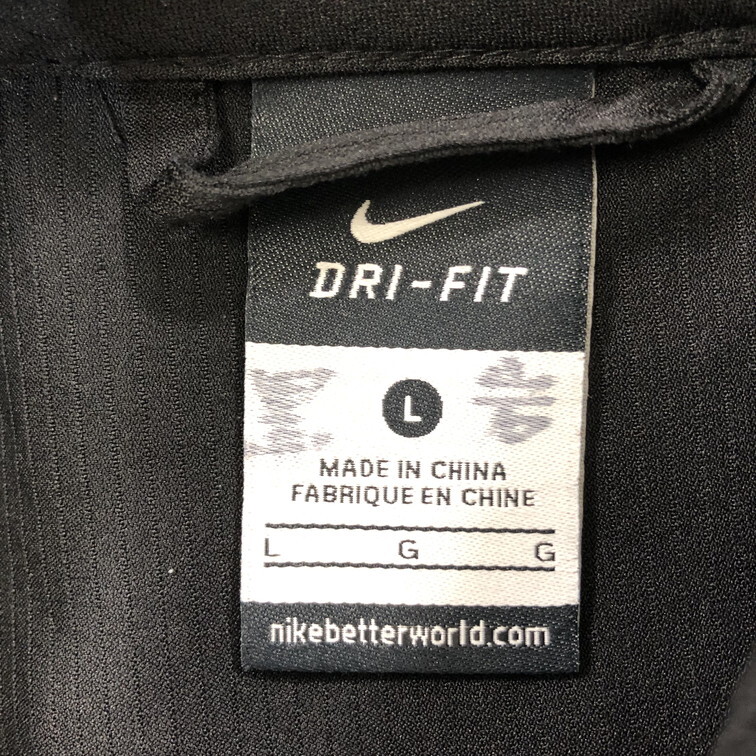 DRI-FIT
L
MADE IN CHINA
FABRIQUE EN CHINE
L G G
nikebetterworld.com